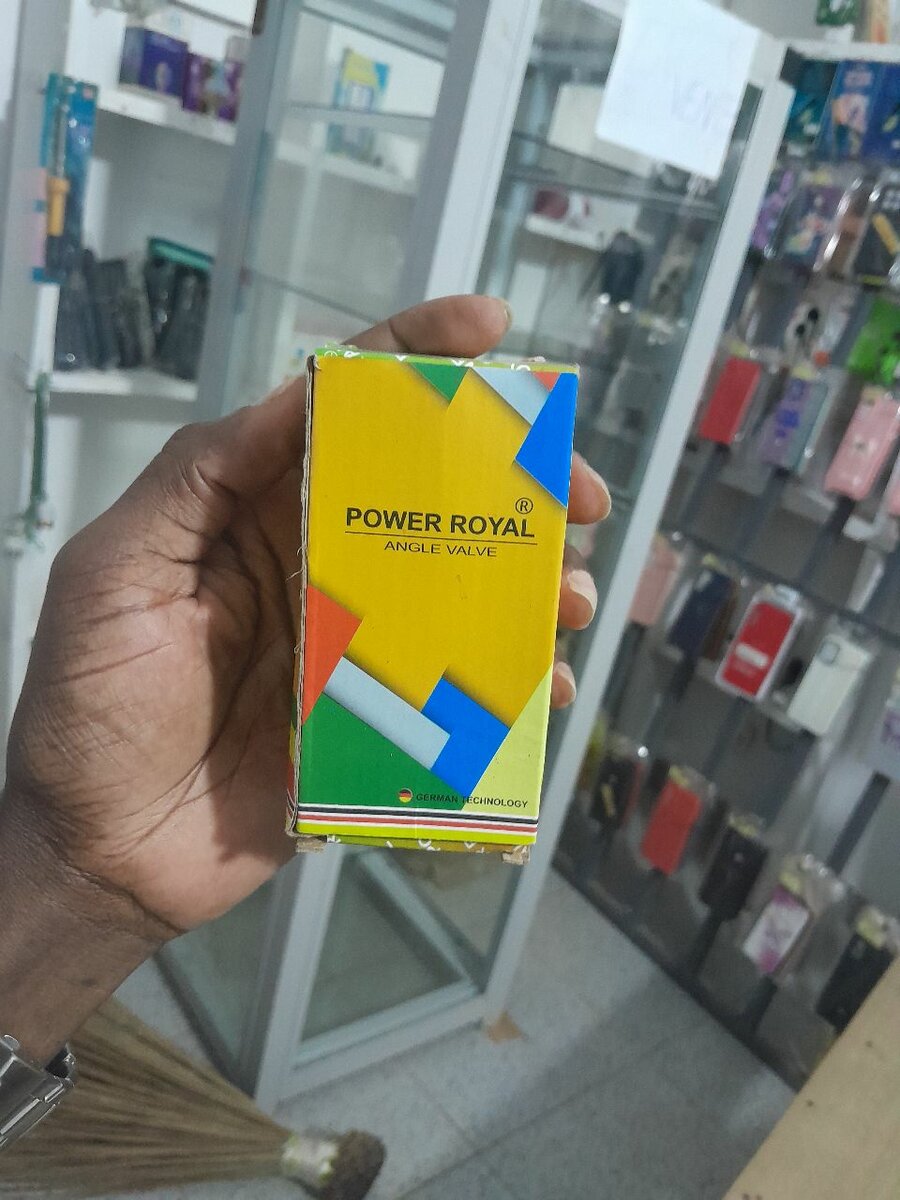 POWER ROYAL ®
ANGLE VALVE
GERMAN TECHNOLOGY